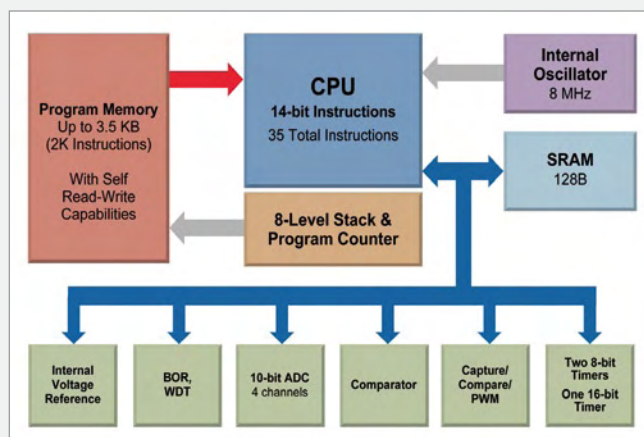 Program Memory
Up to 3.5 KB
(2K Instructions)
With Self
Read-Write
Capabilities
CPU
14-bit Instructions
35 Total Instructions
Internal
Oscillator
8 MHz
SRAM
128B
8-Level Stack &
Program Counter
Internal
Voltage
Reference
BOR,
WDT
10-bit ADC
4 channels
Comparator
Capture/
Compare/
PWM
Two 8-bit
Timers
One 16-bit
Timer